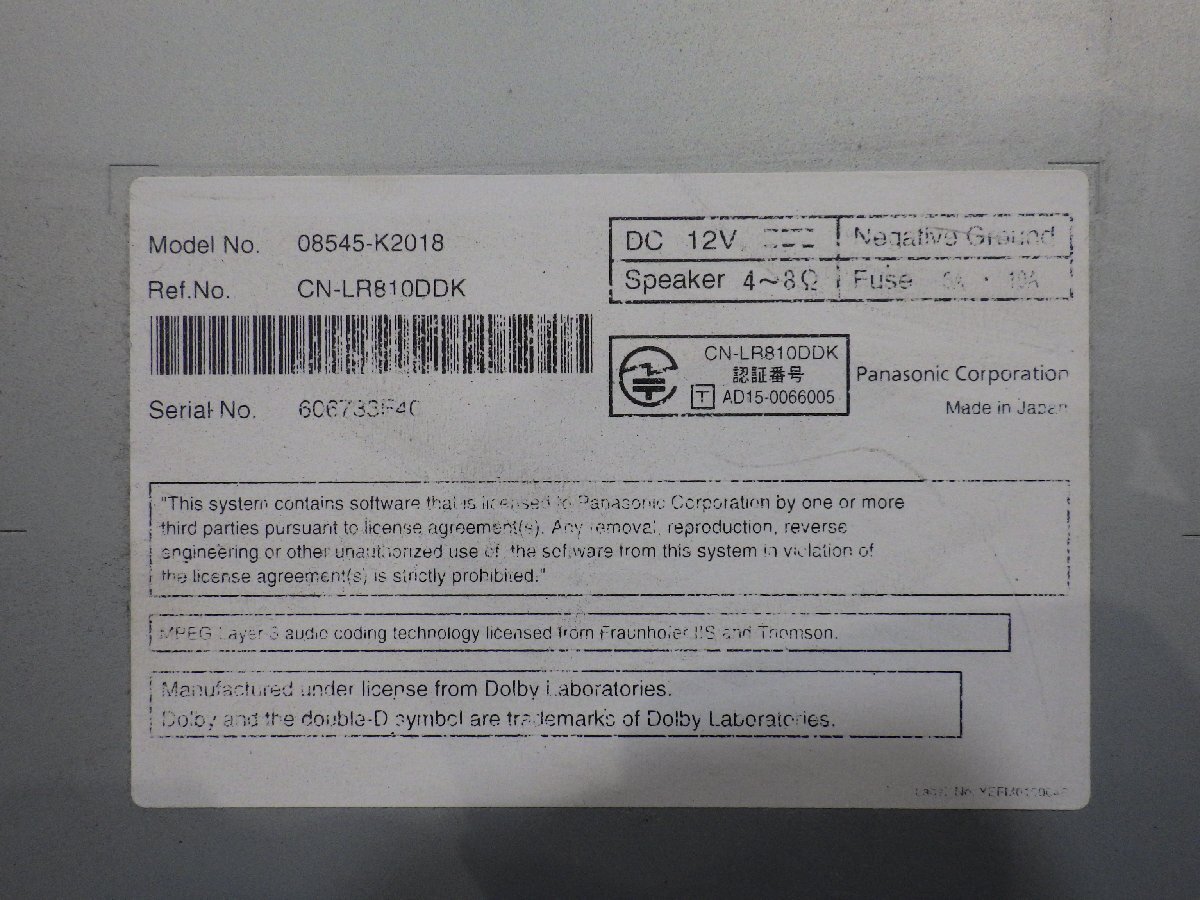 Model No. 08545-K2018
Ref.No. CN-LR810DDK
Serial No.
DC 12V Negative Ground
Speaker 4~8Ω Fuse
CN-LR810DDK
認証番号
T AD15-0066005
Panasonic Corporation
Made in Japan
"This system contains software that is licensed to Panasonic Corporation by one or more
third parties pursuant to license agreement(s). Any removal, reproduction, reverse
engineering or other unauthorized use of the software from this system in violation of
the license agreement(s) is strictly prohibited."
MPEG Layer-3 audio coding technology licensed from Fraunhofer IIS and Thomson.
Manufactured under license from Dolby Laboratories.
Dolby and the double-D symbol are trademarks of Dolby Laboratories.
Label No.